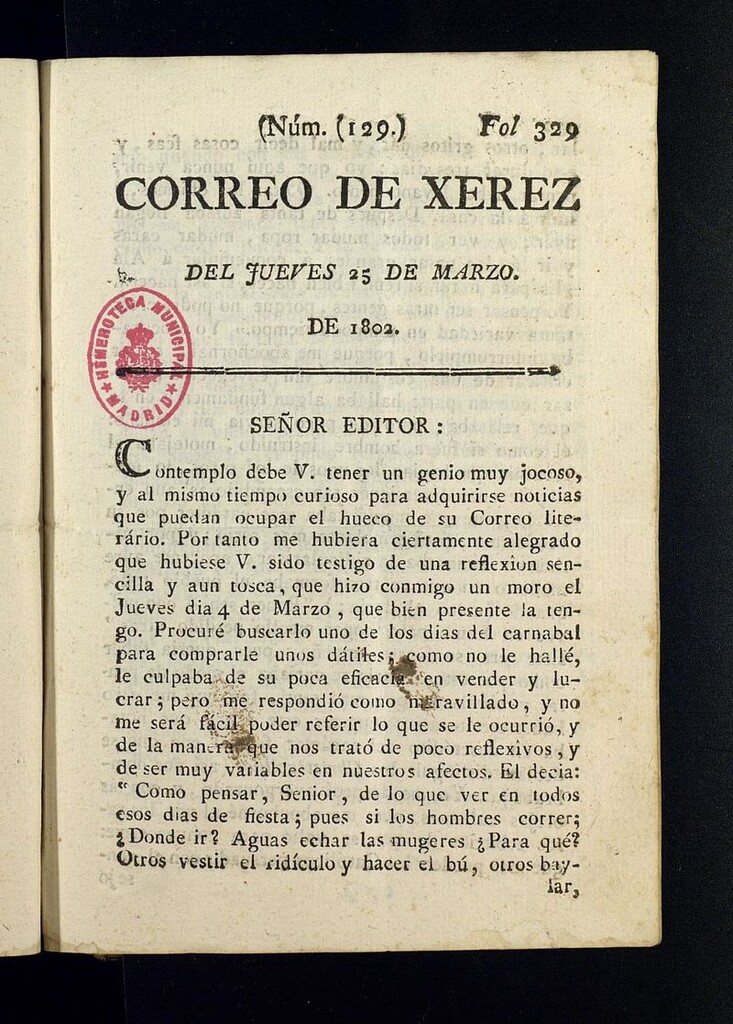 (Núm. (129.) Fol 329
CORREO DE XEREZ
DEL JUEVES 25 DE MARZO.
DE 1802.
HEMEROTECA MUNICIPAL
★ MADRID ★
SEÑOR EDITOR :
Contemplo debe V. tener un genio muy jocoso,
y al mismo tiempo curioso para adquirirse noticias
que puedan ocupar el hueco de su Correo lite-
rário. Por tanto me hubiera ciertamente alegrado
que hubiese V. sido testigo de una reflexîon sen-
cilla y aun tosca, que hizo conmigo un moro el
Jueves dia 4 de Marzo , que bien presente la ten-
go. Procuré buscarlo uno de los dias del carnabal
para comprarle unos dátiles; como no le hallé,
le culpaba de su poca eficacia en vender y lu-
crar ; pero me respondió como maravillado, y no
me será fácil poder referir lo que se le ocurrió, y
de la manera que nos trató de poco reflexîvos , y
de ser muy variables en nuestros afectos. El decia:
“ Como pensar, Senior, de lo que ver en todos
esos dias de fiesta ; pues si los hombres correr;
¿Donde ir? Aguas echar las mugeres ¿Para qué?
Otros vestir el ridículo y hacer el bú, otros bay-
lar,